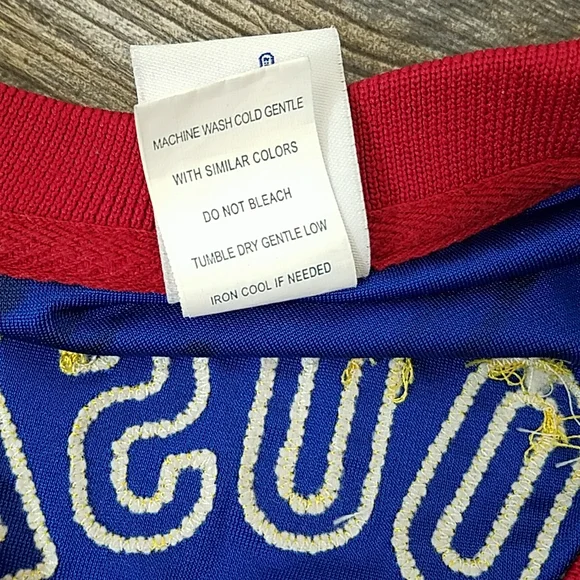 MACHINE WASH COLD GENTLE
WITH SIMILAR COLORS
DO NOT BLEACH
TUMBLE DRY GENTLE LOW
IRON COOL IF NEEDED